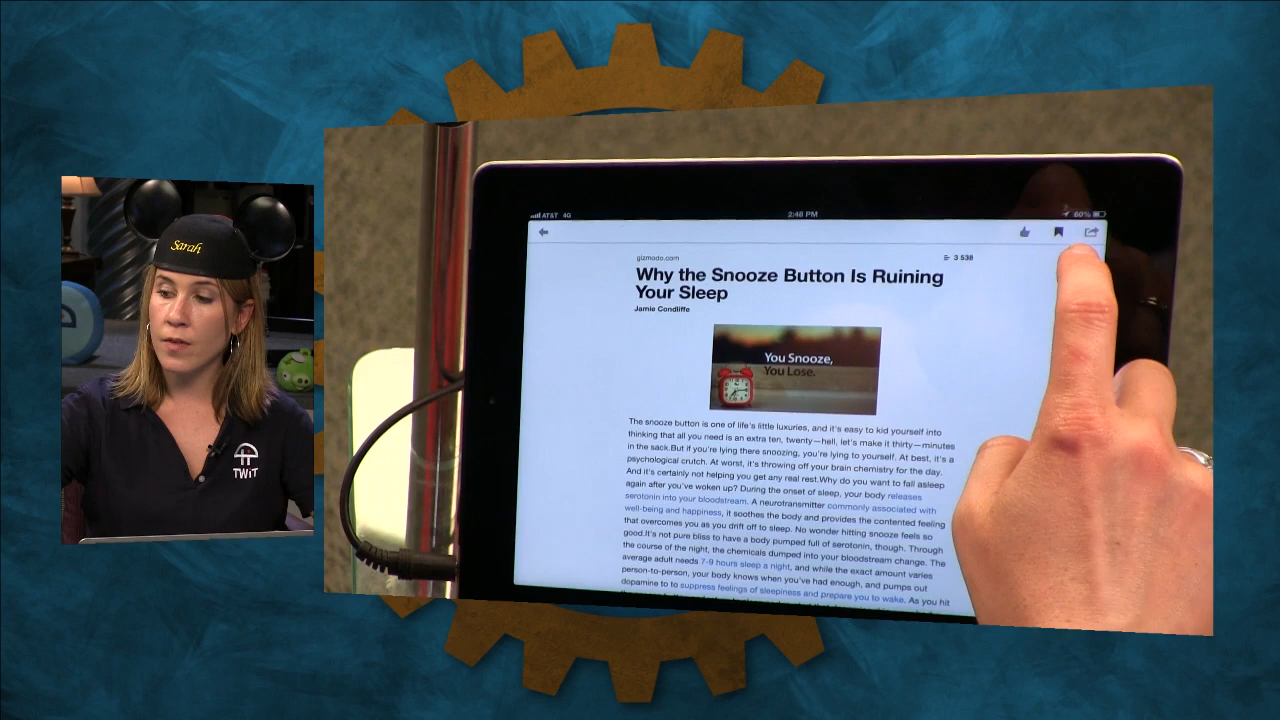 Sarah
TWiT
AT&T 4G
2:46 PM
60%
gizmodo.com
3 538
Why the Snooze Button Is Ruining
Your Sleep
Jamie Condliffe
You Snooze,
You Lose.
The snooze button is one of life's little luxuries, and it's easy to kid yourself into
thinking that all you need is an extra ten, twenty—hell, let's make it thirty—minutes
in the sack.But if you're lying there snoozing, you're lying to yourself. At best, it's a
psychological crutch. At worst, it's throwing off your brain chemistry for the day.
And it's certainly not helping you get any real rest.Why do you want to fall asleep
again after you've woken up? During the onset of sleep, your body releases
serotonin into your bloodstream. A neurotransmitter commonly associated with
well-being and happiness, it soothes the body and provides the contented feeling
that overcomes you as you drift off to sleep. No wonder hitting snooze feels so
good.It's not pure bliss to have a body pumped full of serotonin, though. Through
the course of the night, the chemicals dumped into your bloodstream change. The
average adult needs 7-9 hours sleep a night, and while the exact amount varies
person-to-person, your body knows when you've had enough, and pumps out
dopamine to to suppress feelings of sleepiness and prepare you to wake. As you hit